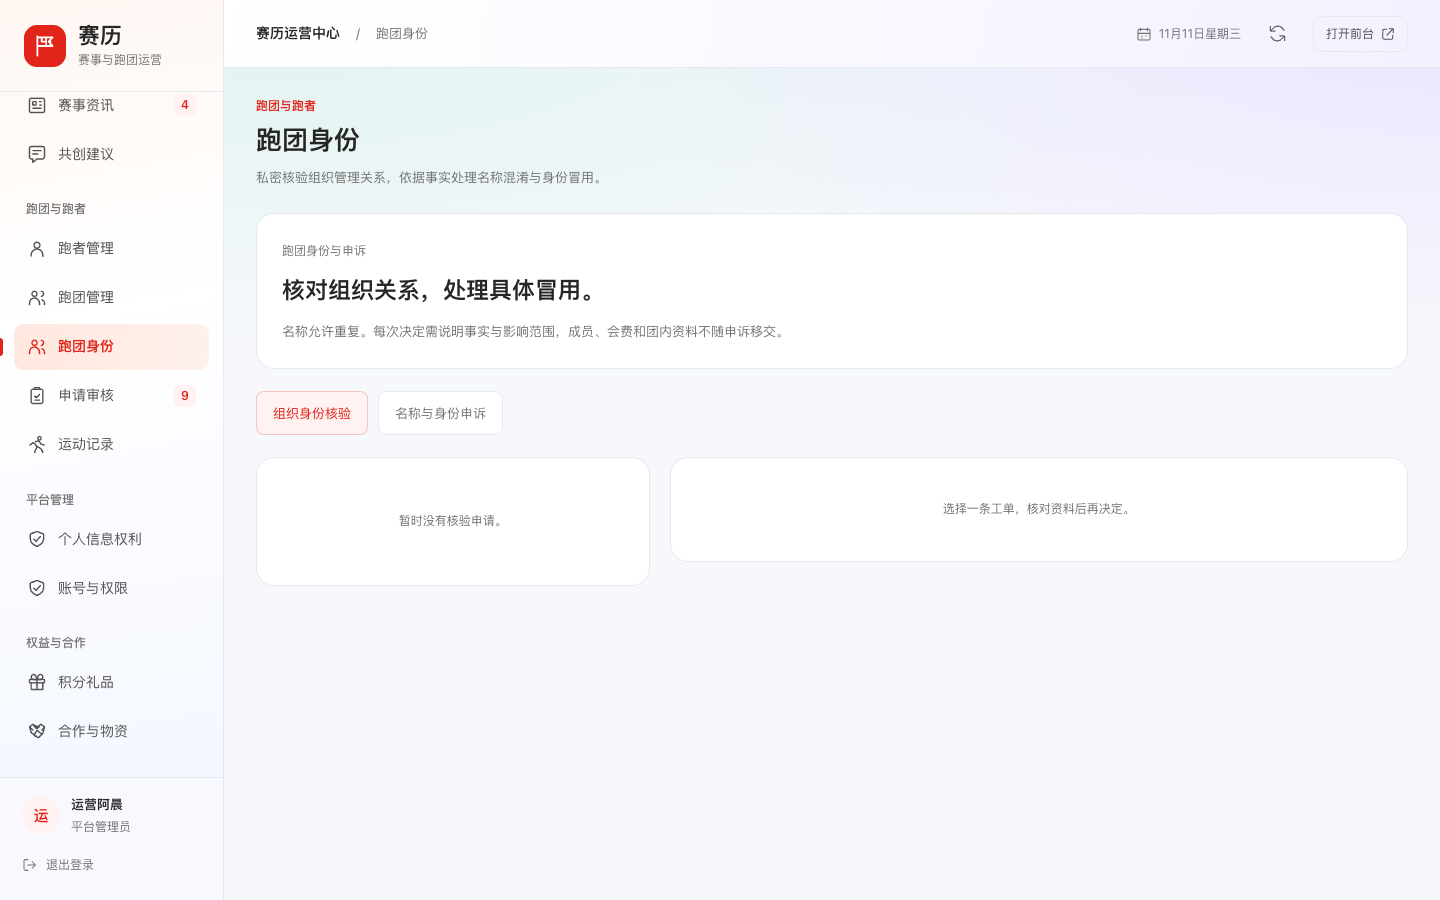 赛历
赛事与跑团运营
赛事资讯 4
共创建议
跑团与跑者
跑者管理
跑团管理
跑团身份
申请审核 9
运动记录
平台管理
个人信息权利
账号与权限
权益与合作
积分礼品
合作与物资
运 运营阿晨
平台管理员
退出登录
赛历运营中心 / 跑团身份
11月11日星期三
打开前台
跑团与跑者
跑团身份
私密核验组织管理关系，依据事实处理名称混淆与身份冒用。
跑团身份与申诉
核对组织关系，处理具体冒用。
名称允许重复。每次决定需说明事实与影响范围，成员、会费和团内资料不随申诉移交。
组织身份核验
名称与身份申诉
暂时没有核验申请。
选择一条工单，核对资料后再决定。